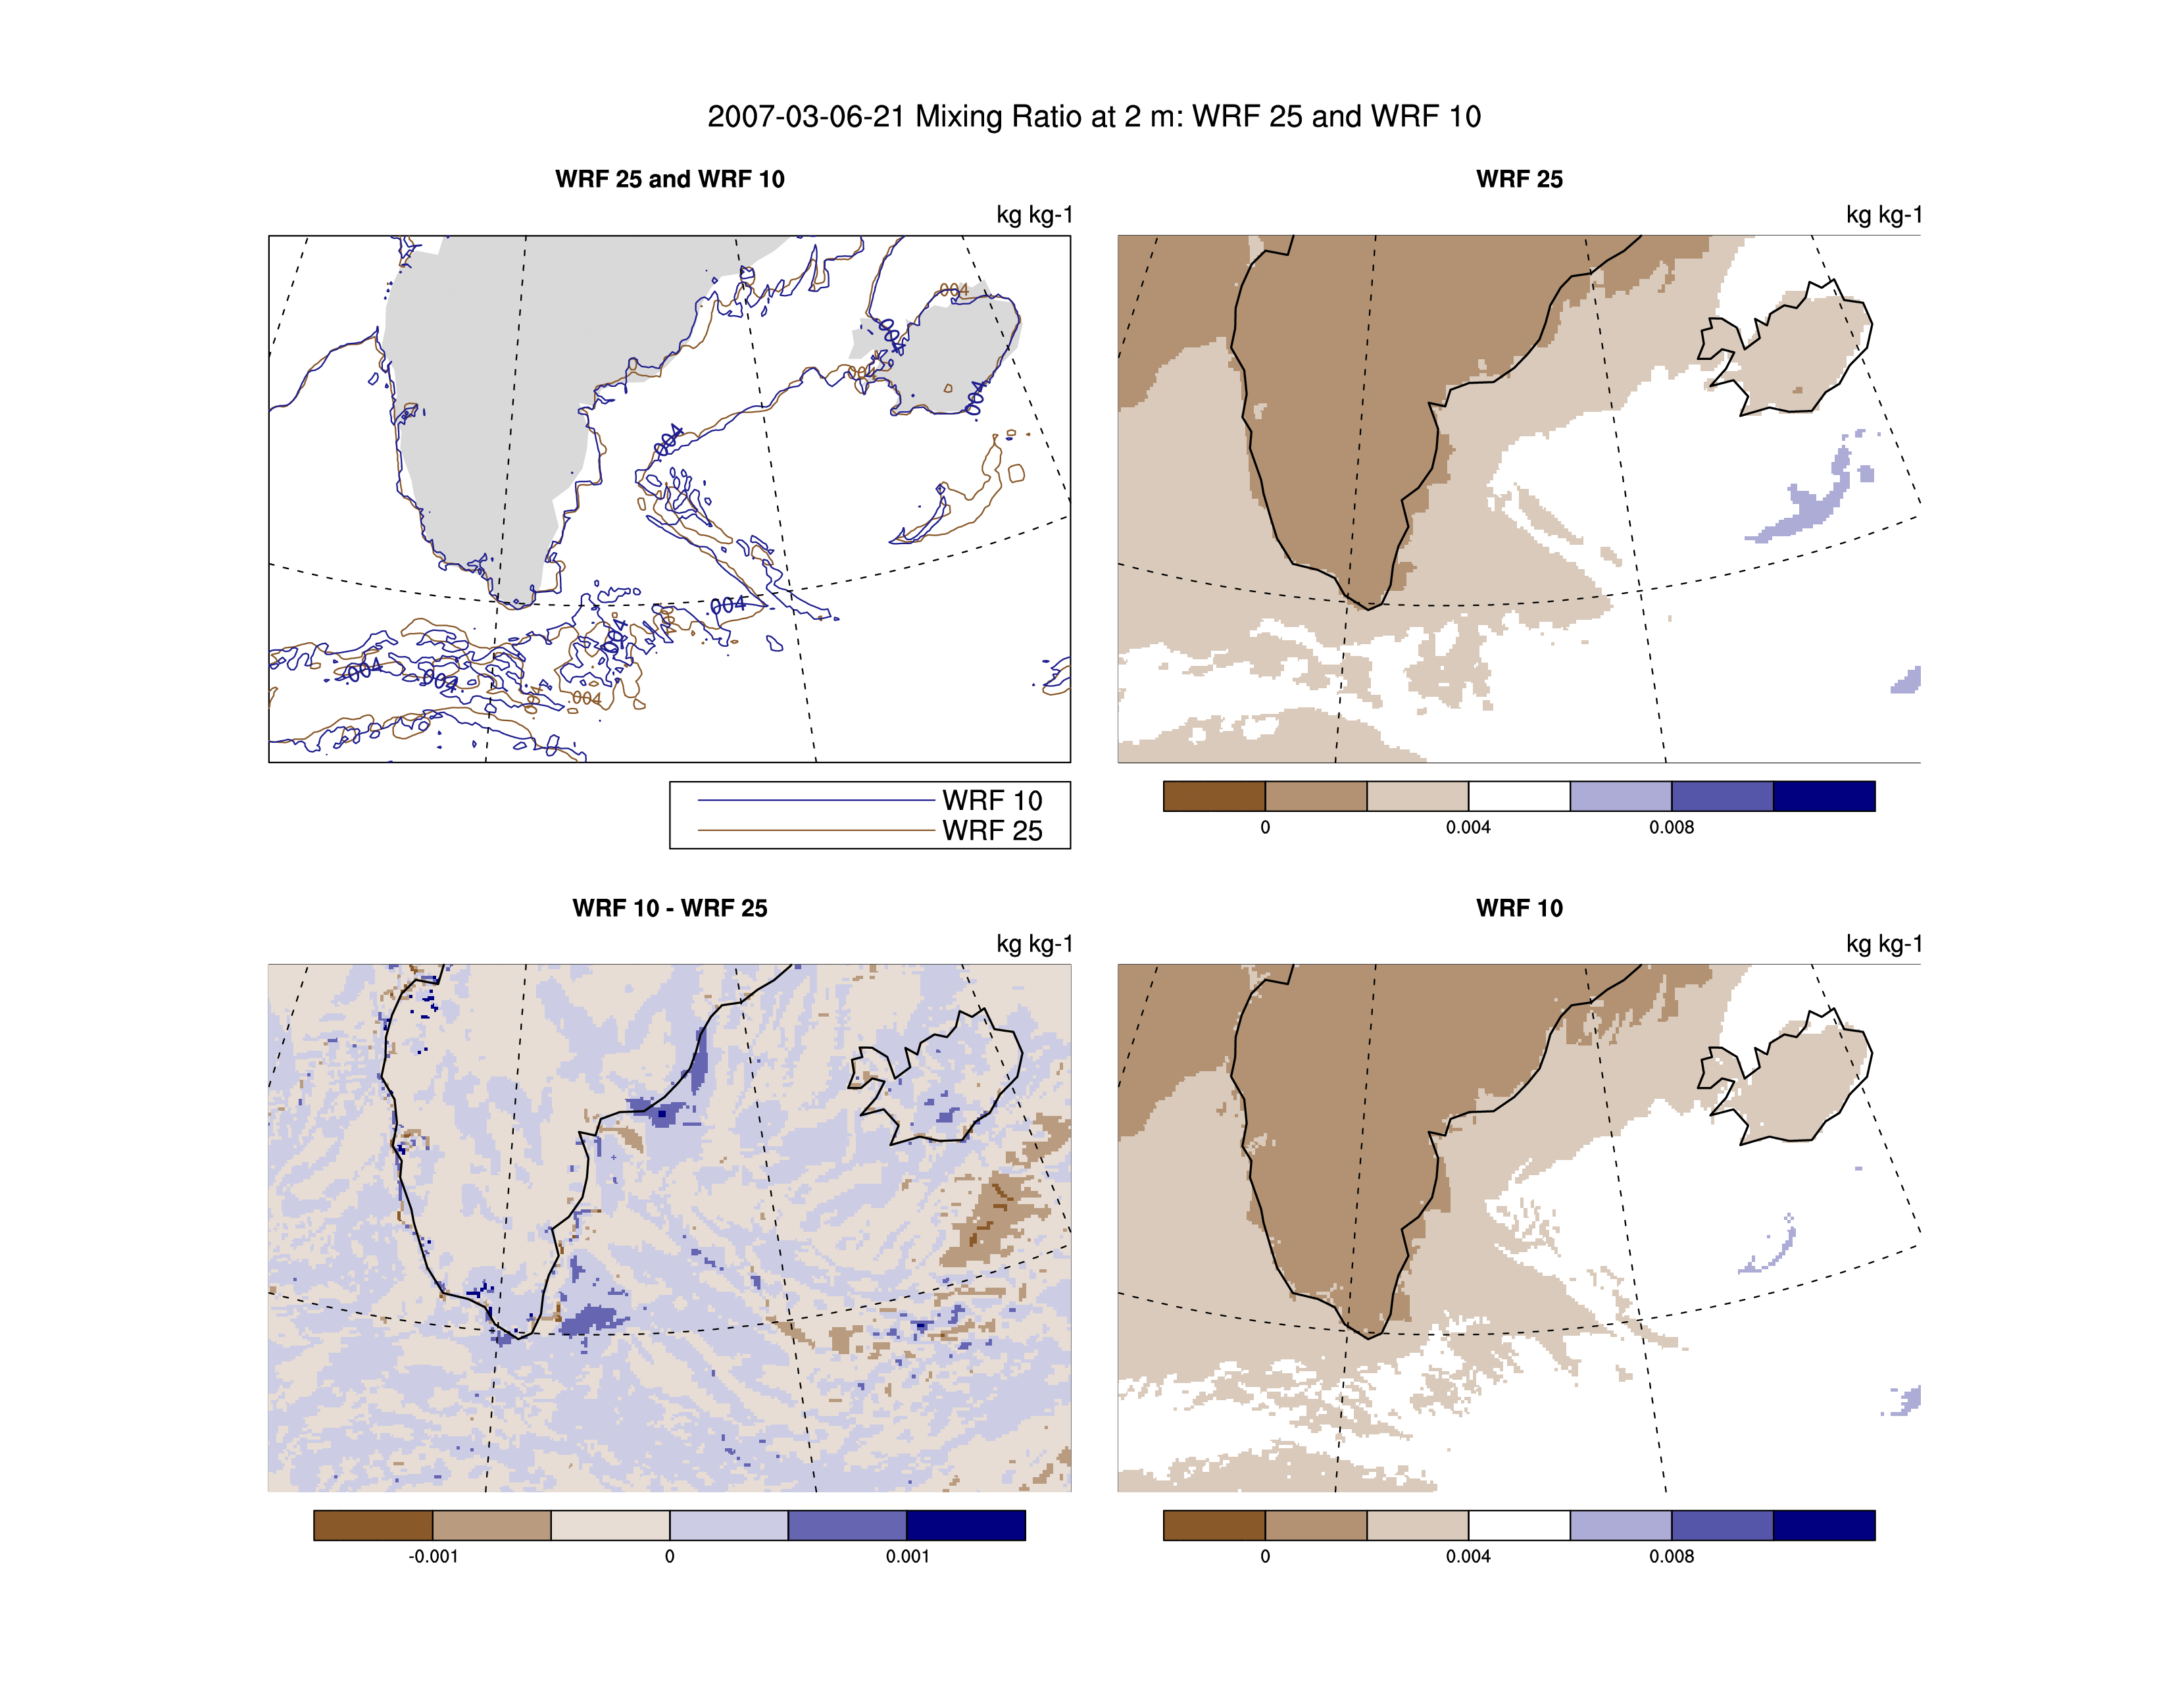 2007-03-06-21 Mixing Ratio at 2 m: WRF 25 and WRF 10
WRF 25 and WRF 10
kg kg-1
.004
004
.004
.004
.004
.004
.004
.004
.004
004
WRF 10
WRF 25
WRF 25
kg kg-1
0 0.004 0.008
WRF 10 - WRF 25
kg kg-1
-0.001 0 0.001
WRF 10
kg kg-1
0 0.004 0.008